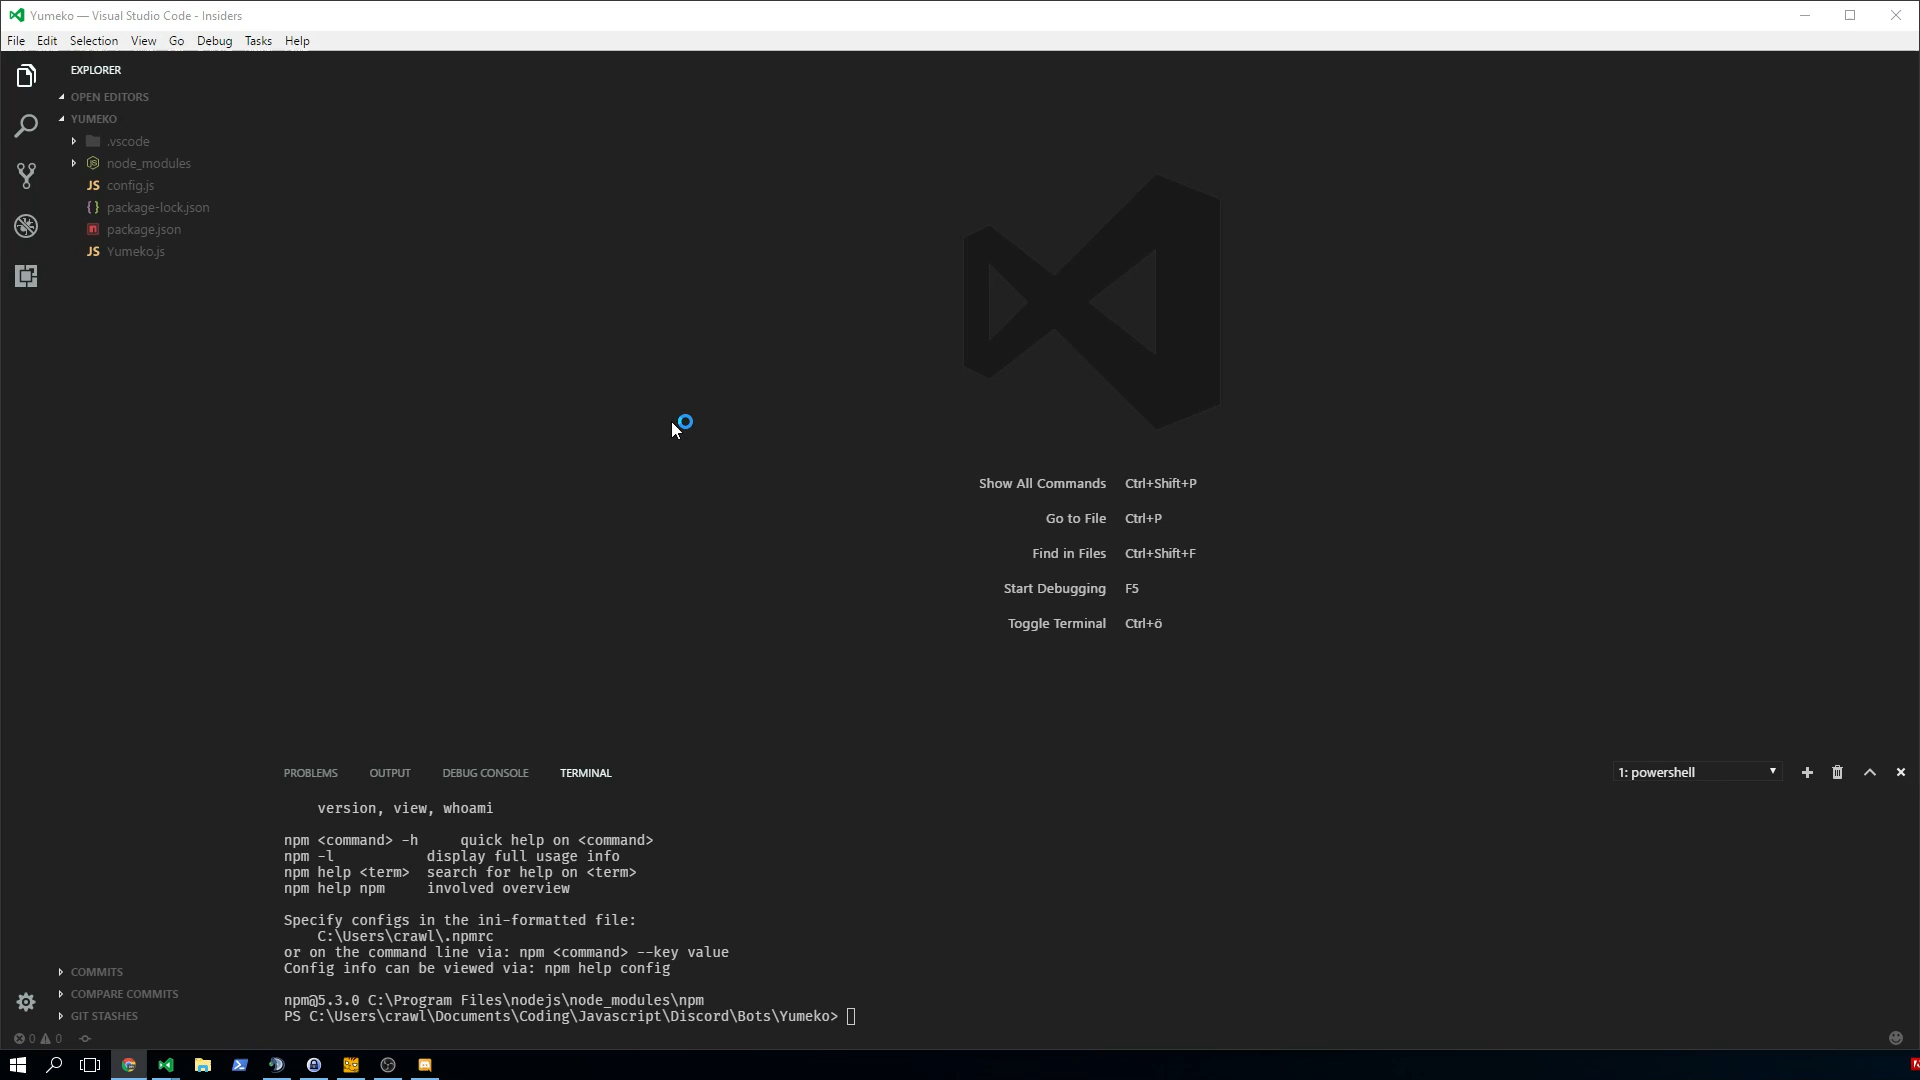 Yumeko — Visual Studio Code - Insiders
File Edit Selection View Go Debug Tasks Help
EXPLORER
OPEN EDITORS
YUMEKO
.vscode
node_modules
JS config.js
{ } package-lock.json
n package.json
JS Yumeko.js
Show All Commands Ctrl+Shift+P
Go to File Ctrl+P
Find in Files Ctrl+Shift+F
Start Debugging F5
Toggle Terminal Ctrl+ö
PROBLEMS OUTPUT DEBUG CONSOLE TERMINAL 1: powershell
version, view, whoami
npm <command> -h quick help on <command>
npm -l display full usage info
npm help <term> search for help on <term>
npm help npm involved overview
Specify configs in the ini-formatted file:
C:\Users\crawl\.npmrc
or on the command line via: npm <command> --key value
Config info can be viewed via: npm help config
npm@5.3.0 C:\Program Files\nodejs\node_modules\npm
PS C:\Users\crawl\Documents\Coding\Javascript\Discord\Bots\Yumeko>
COMMITS
COMPARE COMMITS
GIT STASHES
0 0